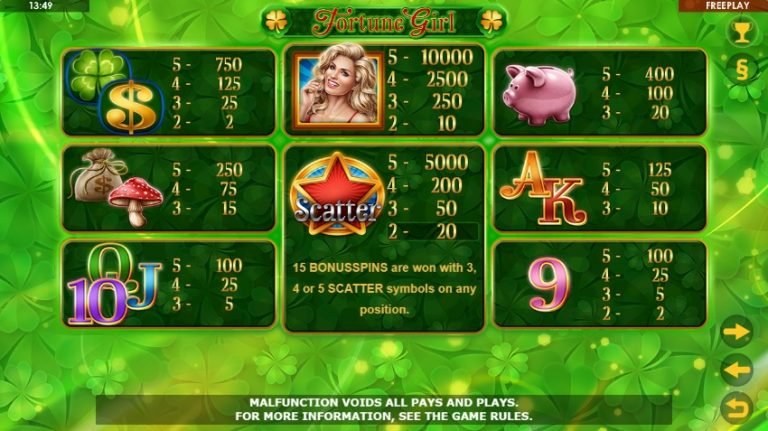 13:49
FREEPLAY
Fortune Girl
§
$
5 - 750
4 - 125
3 - 25
2 - 2
5 - 10000
4 - 2500
3 - 250
2 - 10
5 - 400
4 - 100
3 - 20
$
5 - 250
4 - 75
3 - 15
Scatter
5 - 5000
4 - 200
3 - 50
2 - 20
15 BONUSSPINS are won with 3,
4 or 5 SCATTER symbols on any
position.
A K
5 - 125
4 - 50
3 - 10
Q
10 J
5 - 100
4 - 25
3 - 5
9
5 - 100
4 - 25
3 - 5
2 - 2
MALFUNCTION VOIDS ALL PAYS AND PLAYS.
FOR MORE INFORMATION, SEE THE GAME RULES.